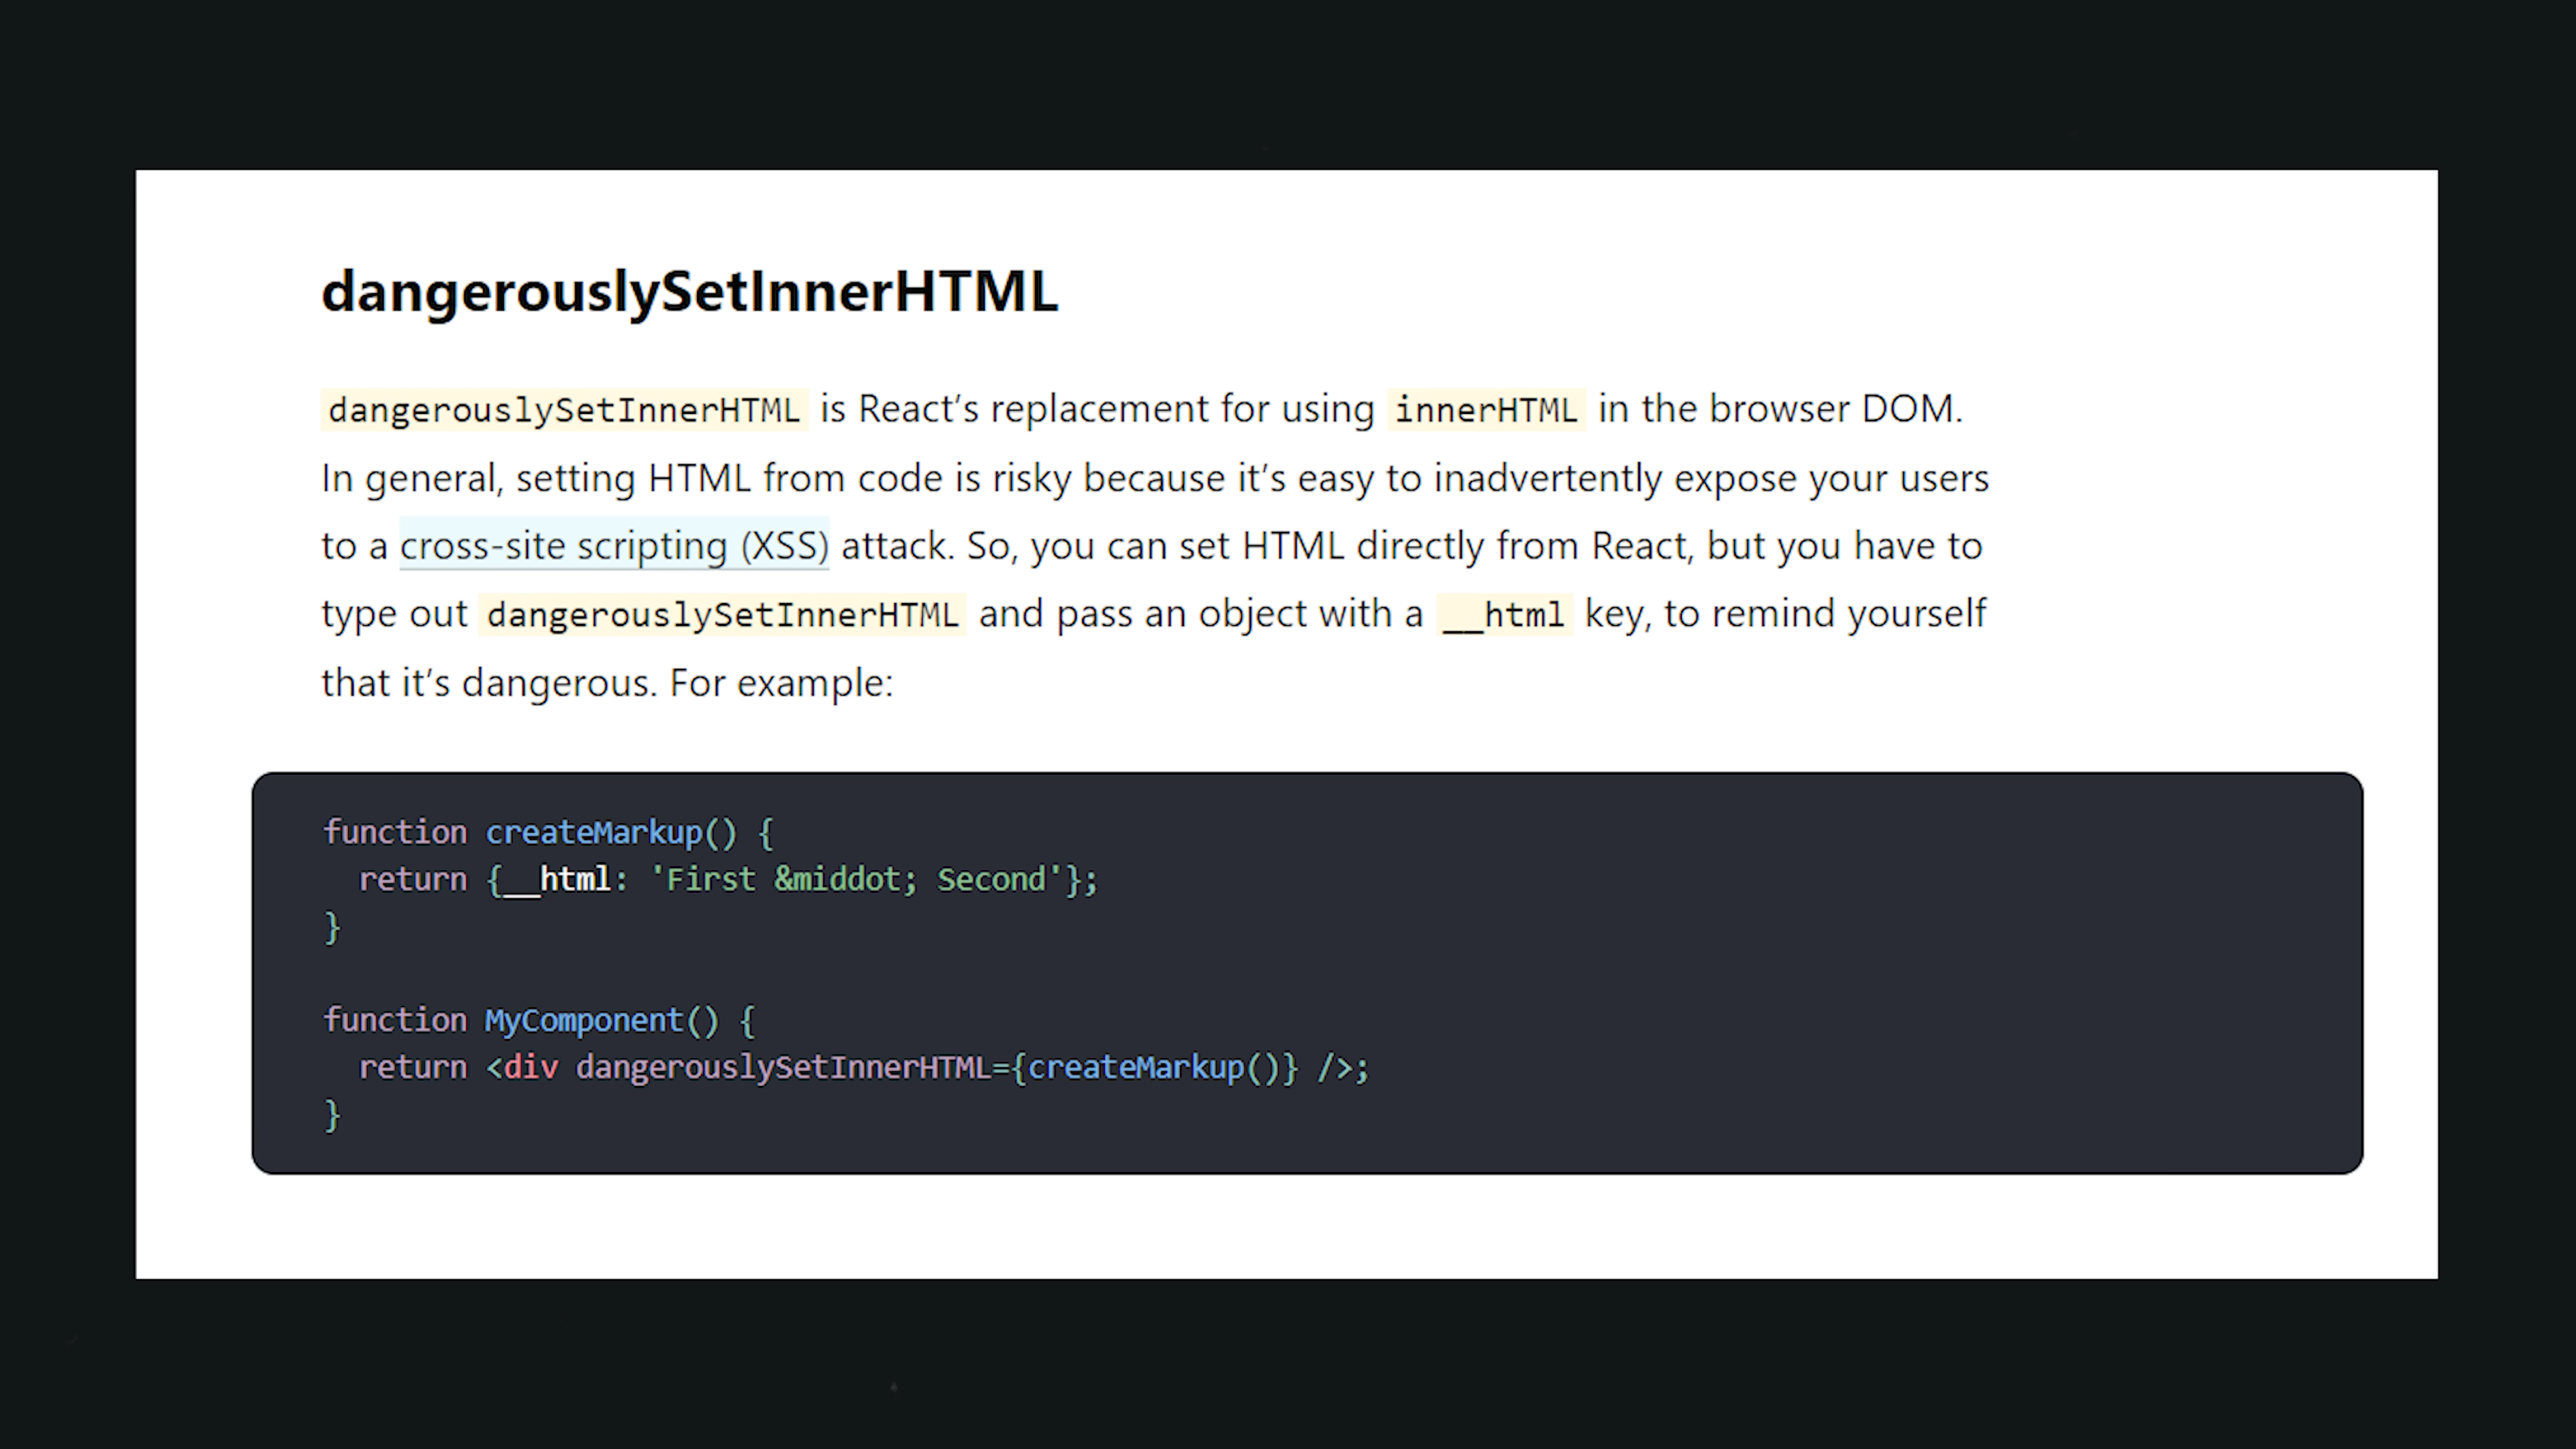 dangerouslySetInnerHTML
dangerouslySetInnerHTML is React’s replacement for using innerHTML in the browser DOM.
In general, setting HTML from code is risky because it’s easy to inadvertently expose your users
to a cross-site scripting (XSS) attack. So, you can set HTML directly from React, but you have to
type out dangerouslySetInnerHTML and pass an object with a __html key, to remind yourself
that it’s dangerous. For example:
function createMarkup() {
  return {__html: 'First &middot; Second'};
}
function MyComponent() {
  return <div dangerouslySetInnerHTML={createMarkup()} />;
}